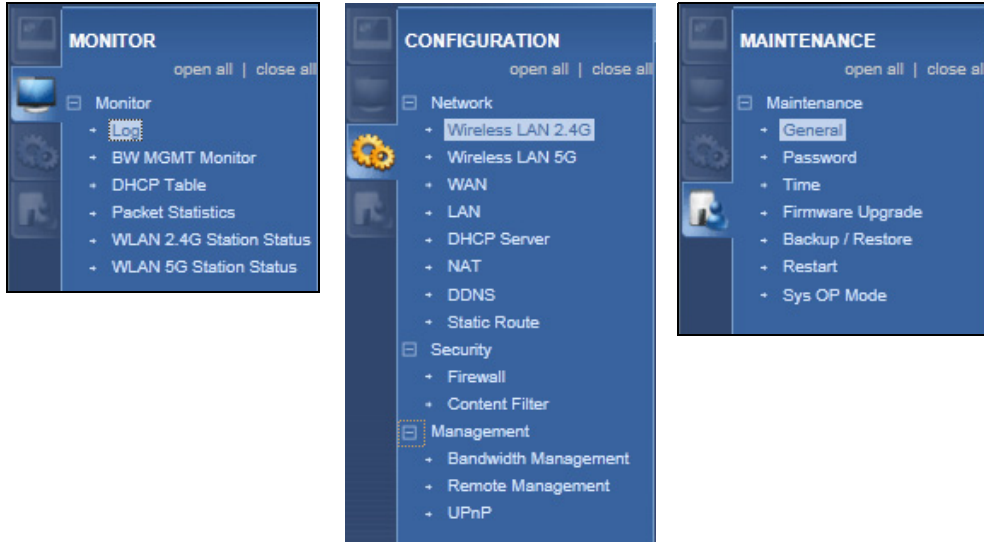 MONITOR
open all | close all
Monitor
Log
BW MGMT Monitor
DHCP Table
Packet Statistics
WLAN 2.4G Station Status
WLAN 5G Station Status
CONFIGURATION
open all | close all
Network
Wireless LAN 2.4G
Wireless LAN 5G
WAN
LAN
DHCP Server
NAT
DDNS
Static Route
Security
Firewall
Content Filter
Management
Bandwidth Management
Remote Management
UPnP
MAINTENANCE
open all | close al
Maintenance
General
Password
Time
Firmware Upgrade
Backup / Restore
Restart
Sys OP Mode